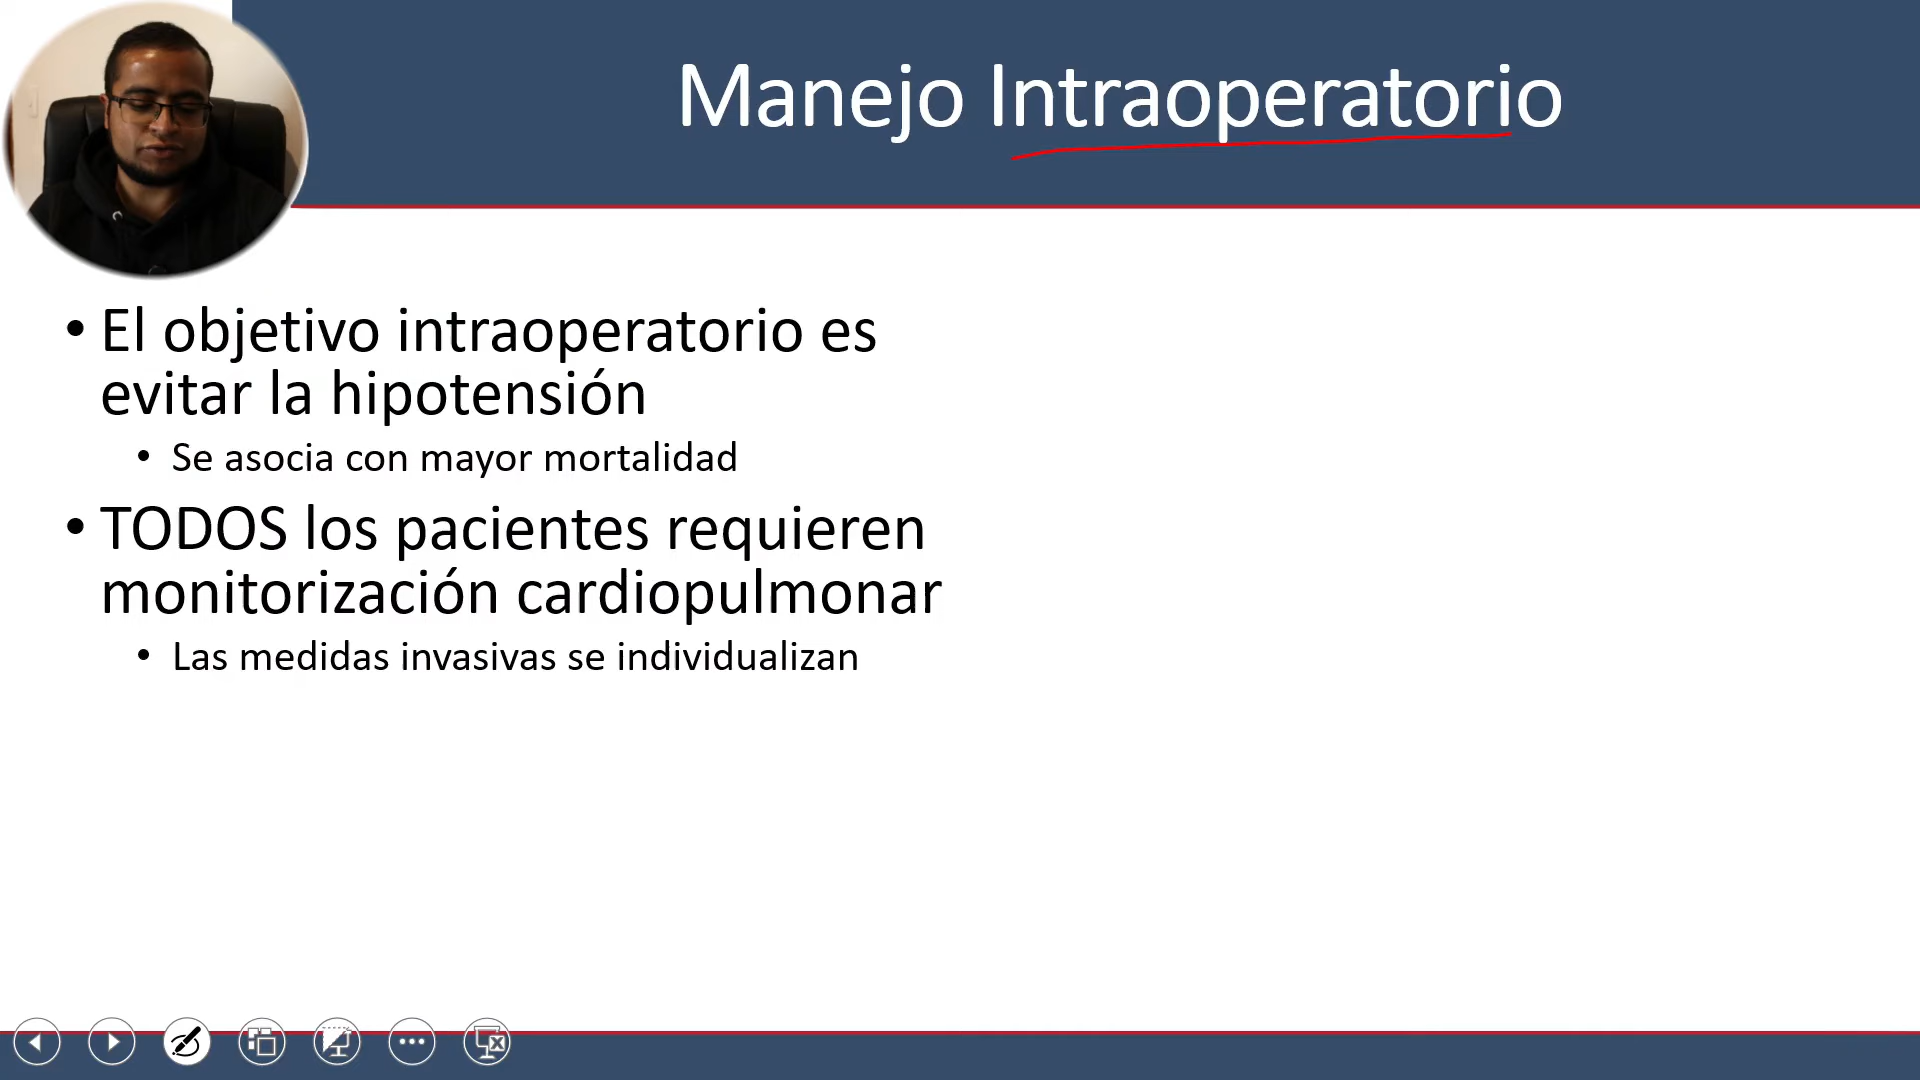 Manejo Intraoperatorio
• El objetivo intraoperatorio es
evitar la hipotensión
• Se asocia con mayor mortalidad
• TODOS los pacientes requieren
monitorización cardiopulmonar
• Las medidas invasivas se individualizan